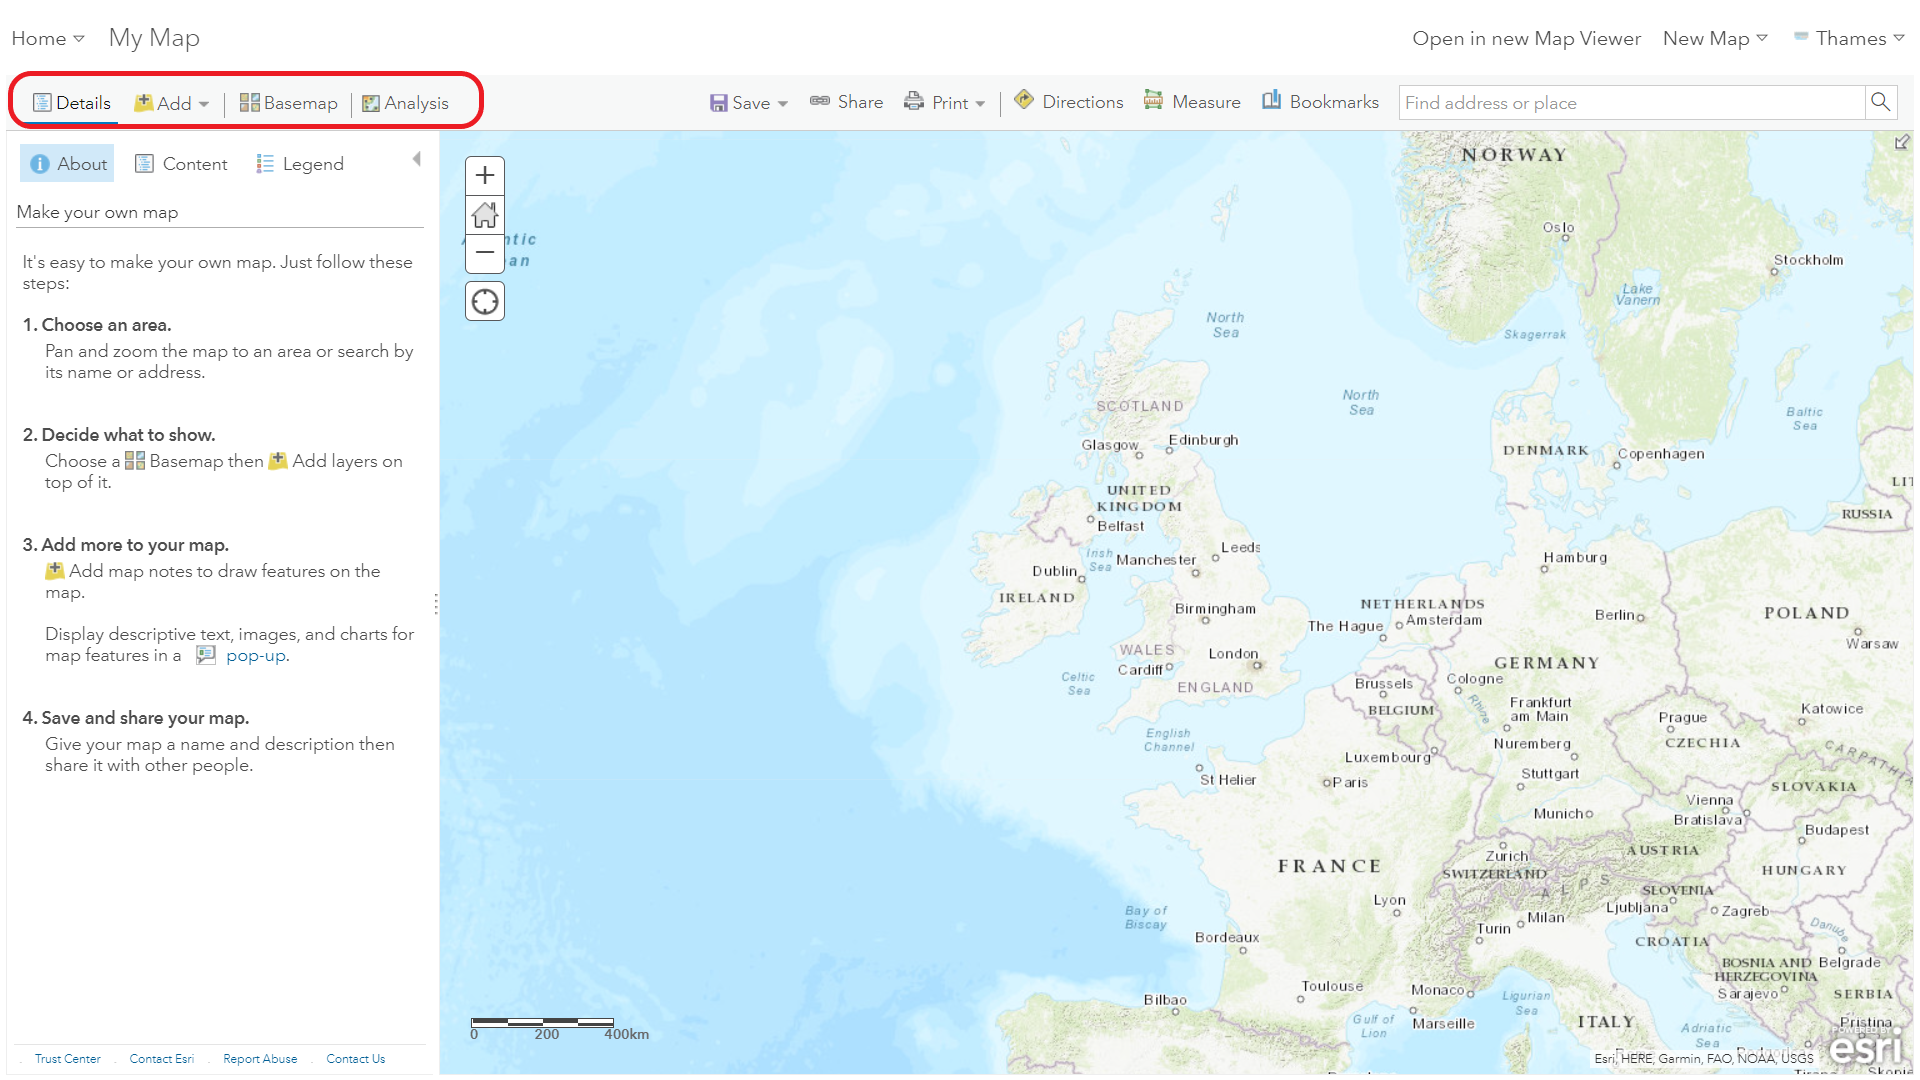 Home My Map Open in new Map Viewer New Map Thames
Details Add Basemap Analysis Save Share Print Directions Measure Bookmarks Find address or place
About Content Legend
Make your own map
It's easy to make your own map. Just follow these
steps:
1. Choose an area.
Pan and zoom the map to an area or search by
its name or address.
2. Decide what to show.
Choose a Basemap then Add layers on
top of it.
3. Add more to your map.
Add map notes to draw features on the
map.
Display descriptive text, images, and charts for
map features in a pop-up.
4. Save and share your map.
Give your map a name and description then
share it with other people.
Trust Center Contact Esri Report Abuse Contact Us
NORWAY
Oslo
Stockholm
Lake
Vanern
North
Sea
Skagerrak
North
Sea
SCOTLAND
Baltic
Sea
Glasgow
Edinburgh
DENMARK
Copenhagen
UNITED
KINGDOM
RUSSIA
Belfast
Leeds
Irish
Sea
Manchester
Hamburg
Dublin
IRELAND
Birmingham
NETHERLANDS
Amsterdam
The Hague
Berlin
POLAND
Warsaw
WALES
London
Cardiff
ENGLAND
Celtic
Sea
GERMANY
Cologne
Brussels
BELGIUM
Rhine
Frankfurt
am Main
Katowice
Prague
CZECHIA
English
Channel
Nuremberg
Luxembourg
CARPATHI
St Helier
Paris
Stuttgart
SLOVAKIA
Vienna
Munich
Bratislava
Budapest
FRANCE
Zurich
AUSTRIA
SWITZERLAND
ALPS
HUNGARY
SLOVENIA
Lyon
Ljubljana
Zagreb
Bay of
Biscay
Milan
Turin
Danube
Bordeaux
CROATIA
BOSNIA AND
HERZEGOVINA
Belgrade
Toulouse
Monaco
Sarajevo
SERBIA
Bilbao
Ligurian
Sea
Gulf of
Lion
Marseille
ITALY
Adriatic
Sea
Pristina
0 200 400km
POWERED BY
esri
Esri, HERE, Garmin, FAO, NOAA, USGS